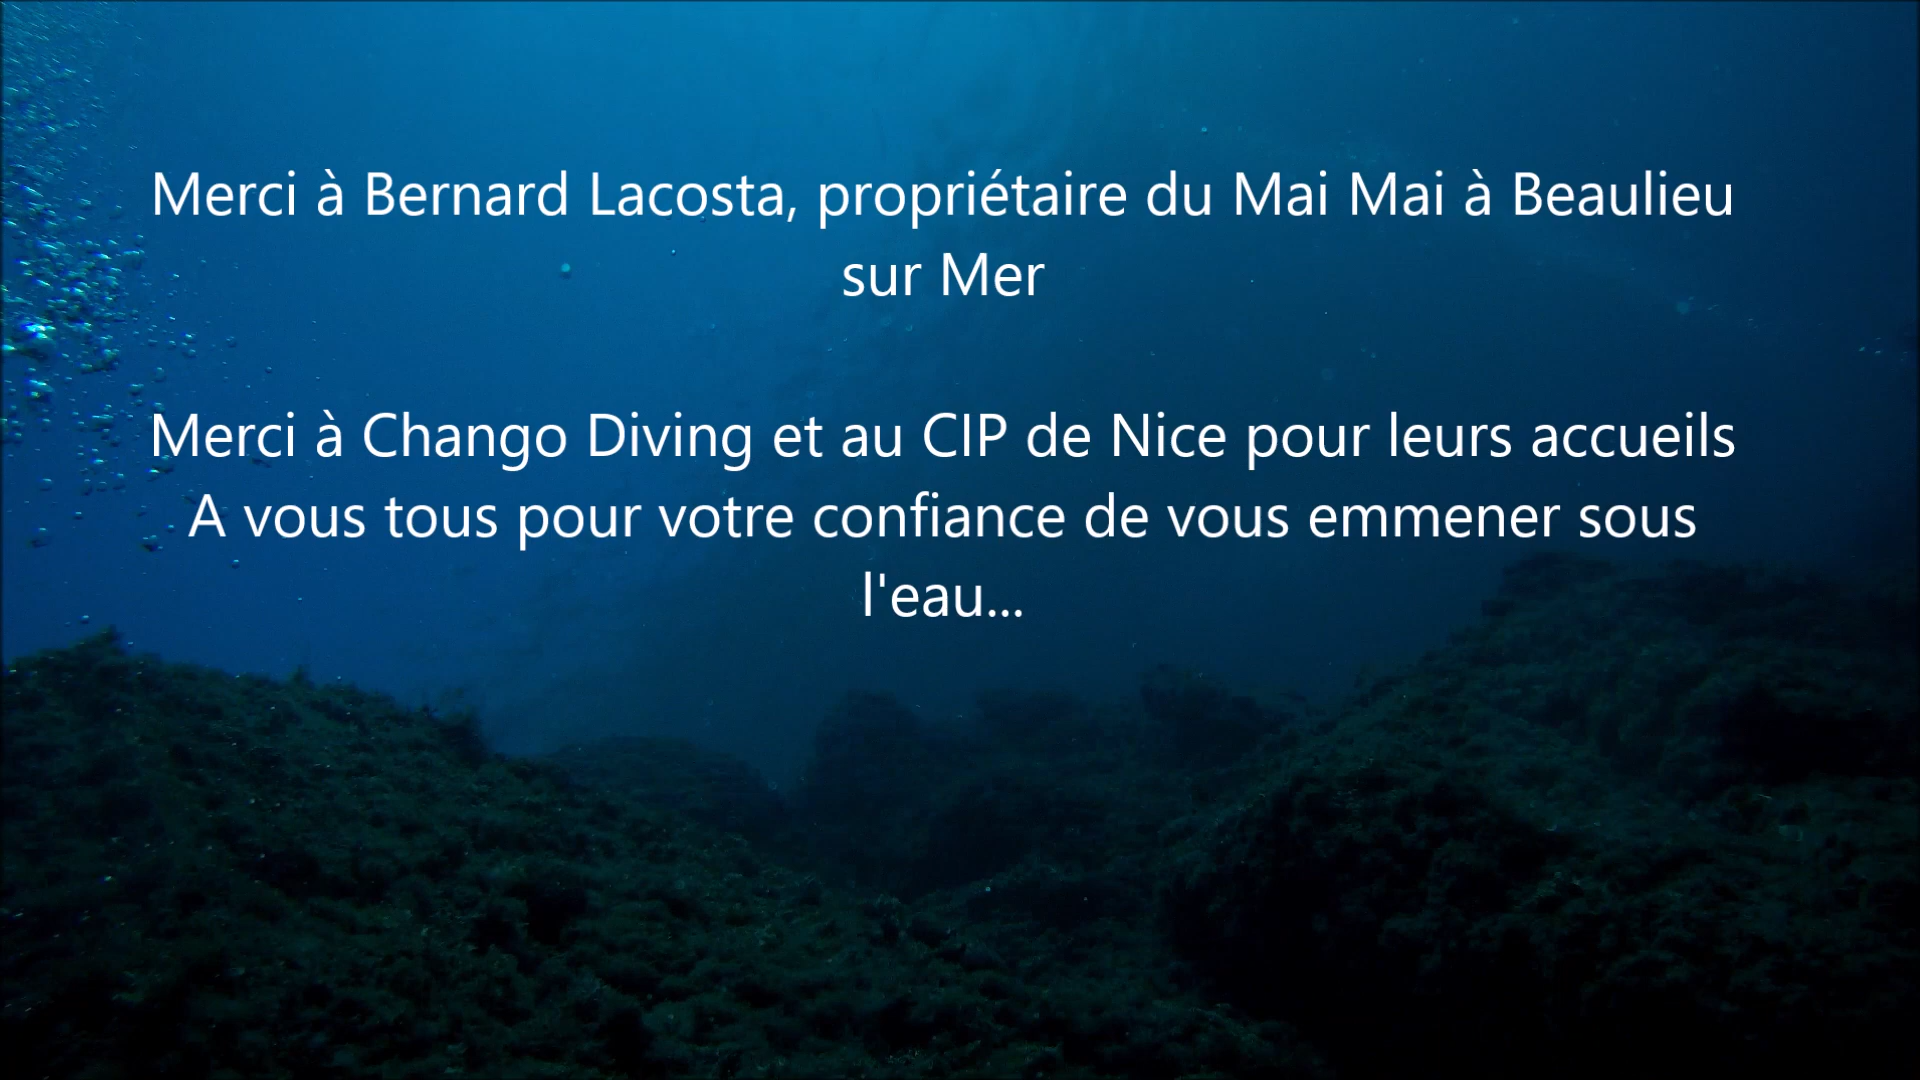 Merci à Bernard Lacosta, propriétaire du Mai Mai à Beaulieu
sur Mer
Merci à Chango Diving et au CIP de Nice pour leurs accueils
A vous tous pour votre confiance de vous emmener sous
l'eau...